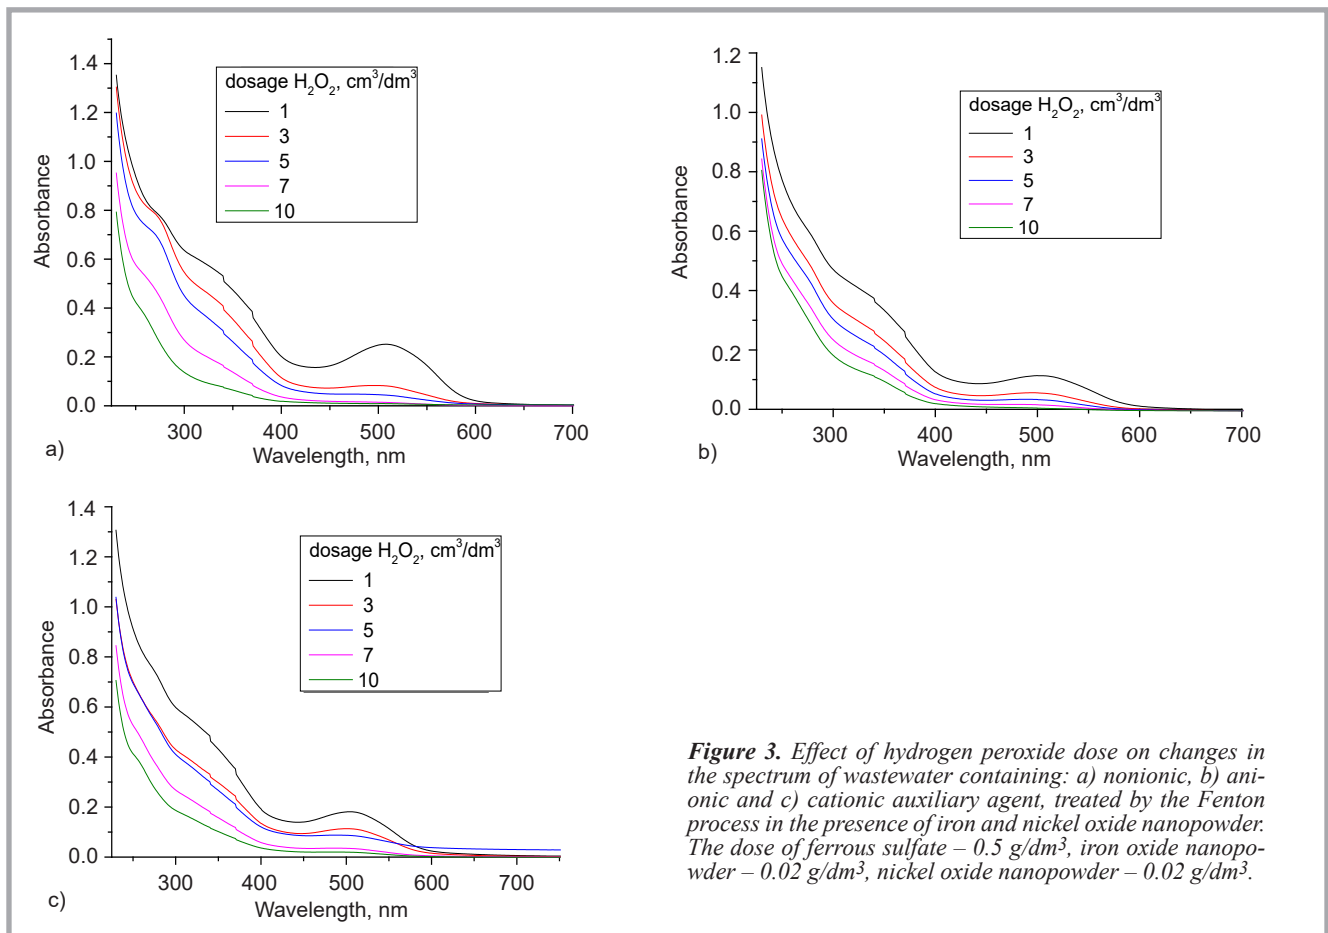 1.4
1.2
1.0
0.8
0.6
0.4
0.2
0.0
Absorbance
dosage H₂O₂, cm³/dm³
1
3
5
7
10
300 400 500 600 700
Wavelength, nm
a)
1.2
1.0
0.8
0.6
0.4
0.2
0.0
Absorbance
dosage H₂O₂, cm³/dm³
1
3
5
7
10
300 400 500 600 700
Wavelength, nm
b)
1.4
1.2
1.0
0.8
0.6
0.4
0.2
0.0
Absorbance
dosage H₂O₂, cm³/dm³
1
3
5
7
10
300 400 500 600 700
Wavelength, nm
c)
Figure 3. Effect of hydrogen peroxide dose on changes in
the spectrum of wastewater containing: a) nonionic, b) ani-
onic and c) cationic auxiliary agent, treated by the Fenton
process in the presence of iron and nickel oxide nanopowder.
The dose of ferrous sulfate – 0.5 g/dm³, iron oxide nanopo-
wder – 0.02 g/dm³, nickel oxide nanopowder – 0.02 g/dm³.